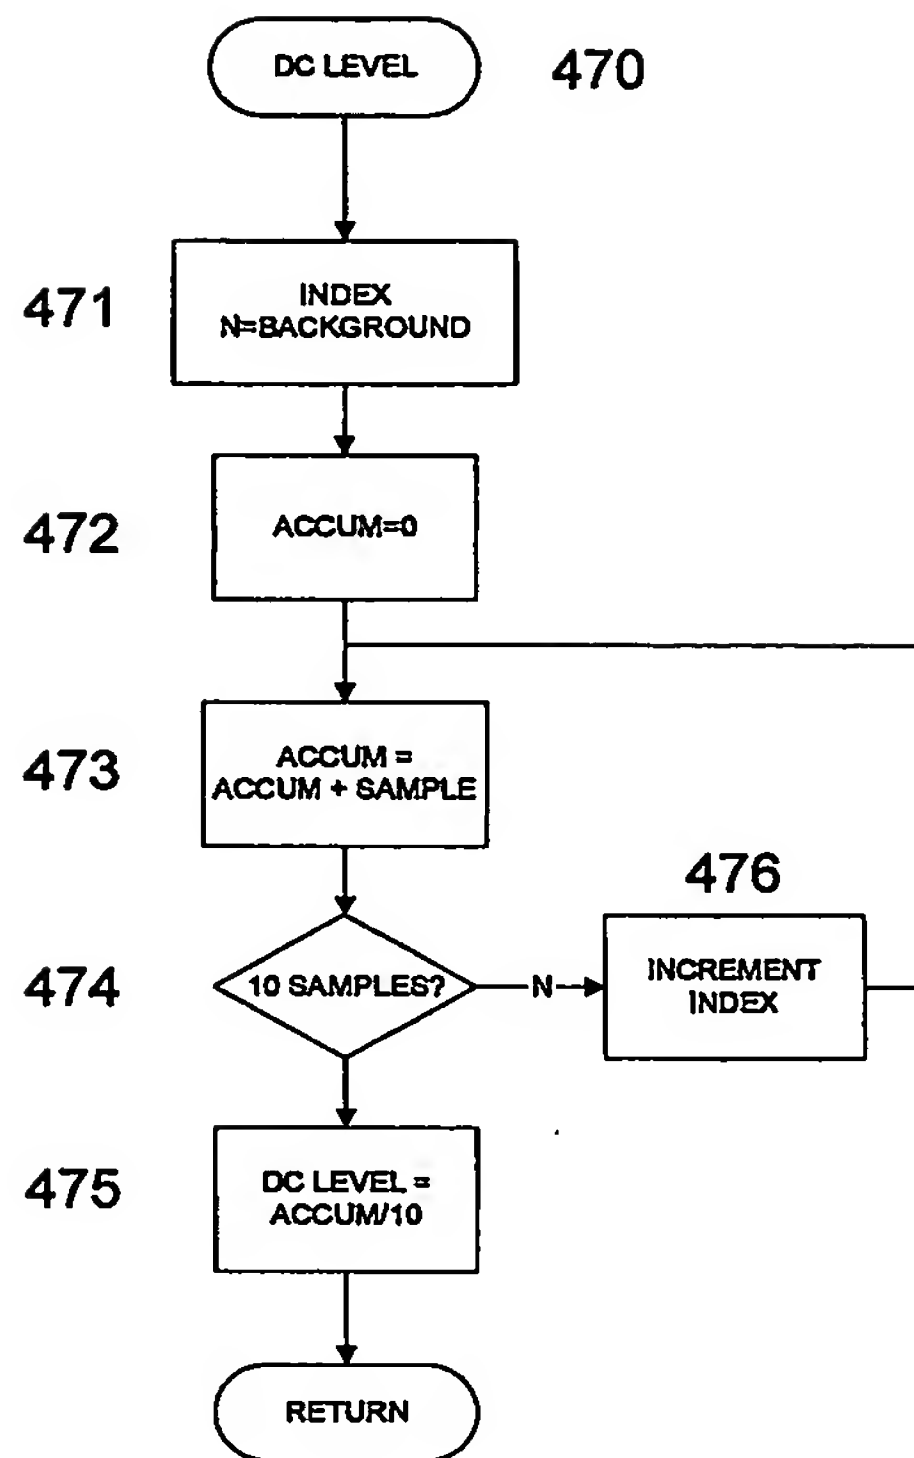 DC LEVEL
470
471
INDEX
N=BACKGROUND
472
ACCUM=0
473
ACCUM =
ACCUM + SAMPLE
476
474
10 SAMPLES?
N
INCREMENT
INDEX
475
DC LEVEL =
ACCUM/10
RETURN